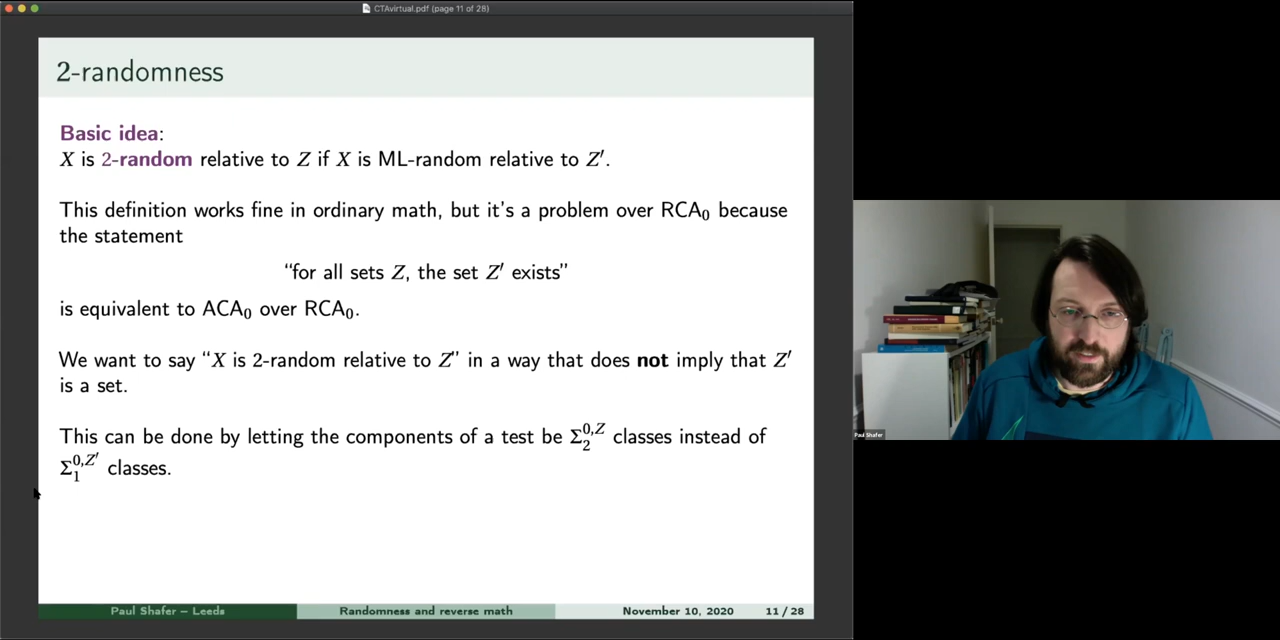 CTAvirtual.pdf (page 11 of 28)
2-randomness
Basic idea:
X is 2-random relative to Z if X is ML-random relative to Z′.
This definition works fine in ordinary math, but it's a problem over RCA₀ because
the statement
“for all sets Z, the set Z′ exists”
is equivalent to ACA₀ over RCA₀.
We want to say “X is 2-random relative to Z” in a way that does not imply that Z′
is a set.
This can be done by letting the components of a test be Σ₂^{0,Z} classes instead of
Σ₁^{0,Z′} classes.
Paul Shafer – Leeds
Randomness and reverse math
November 10, 2020
11 / 28
Paul Shafer